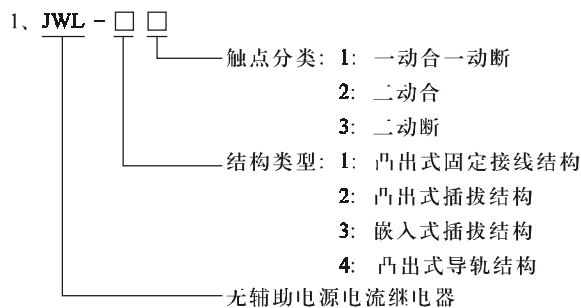 1、JWL-□□
触点分类: 1: 一动合一动断
2: 二动合
3: 二动断
结构类型: 1: 凸出式固定接线结构
2: 凸出式插拔结构
3: 嵌入式插拔结构
4: 凸出式导轨结构
无辅助电源电流继电器